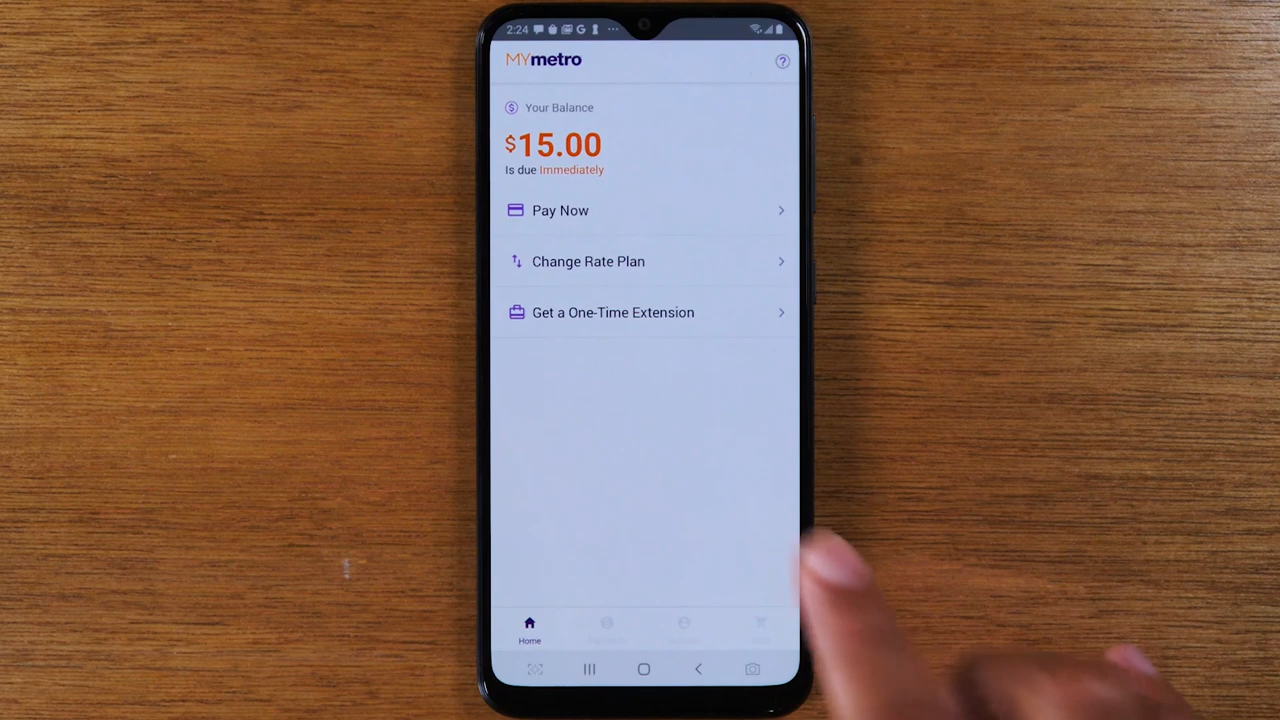 2:24
MYmetro
Your Balance
$15.00
Is due Immediately
Pay Now
Change Rate Plan
Get a One-Time Extension
Home